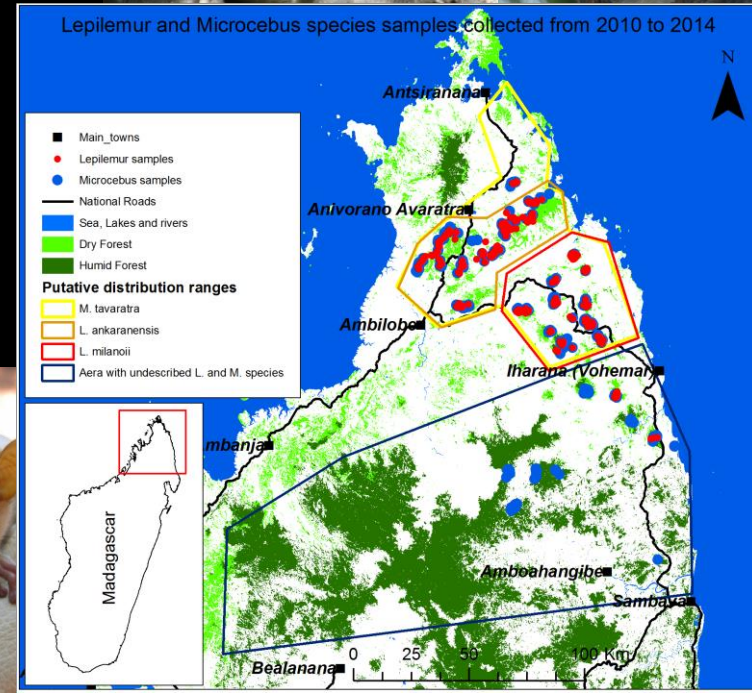 Lepilemur and Microcebus species samples collected from 2010 to 2014
N
Antsiranana
Main_towns
Lepilemur samples
Microcebus samples
National Roads
Sea, Lakes and rivers
Dry Forest
Humid Forest
Putative distribution ranges
M. tavaratra
L. ankaranensis
L. milanoii
Aera with undescribed L. and M. species
Anivorano Avaratra
Ambilobe
Iharana (Vohemar)
mbanja
Madagascar
Amboahangibe
Sambava
0 25 50 100 Km
Bealanana